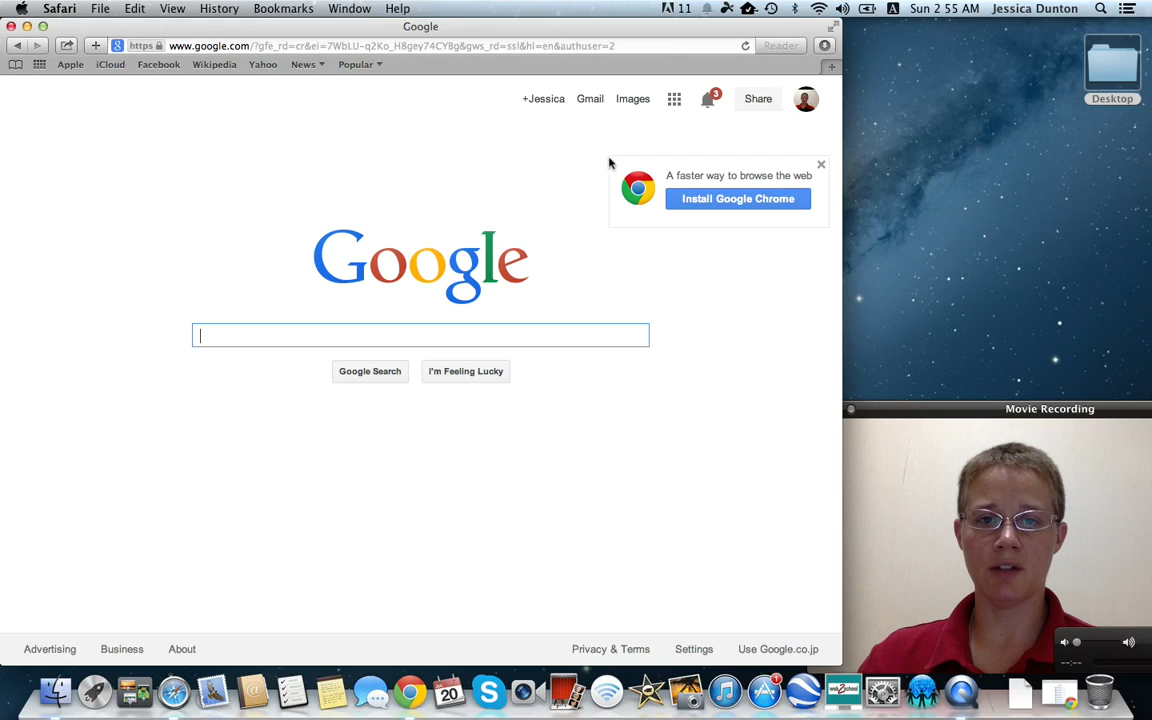 Safari File Edit View History Bookmarks Window Help 11 A Sun 2 55 AM Jessica Dunton
Google
https www.google.com/?gfe_rd=cr&ei=7WbLU-q2Ko_H8gey74CYBg&gws_rd=ssl&hl=en&authuser=2 Reader
Apple iCloud Facebook Wikipedia Yahoo News Popular
Desktop
+Jessica Gmail Images 3 Share
A faster way to browse the web
Install Google Chrome
Google
Google Search I'm Feeling Lucky
Movie Recording
Advertising Business About Privacy & Terms Settings Use Google.co.jp
--:--
20
1
web2school